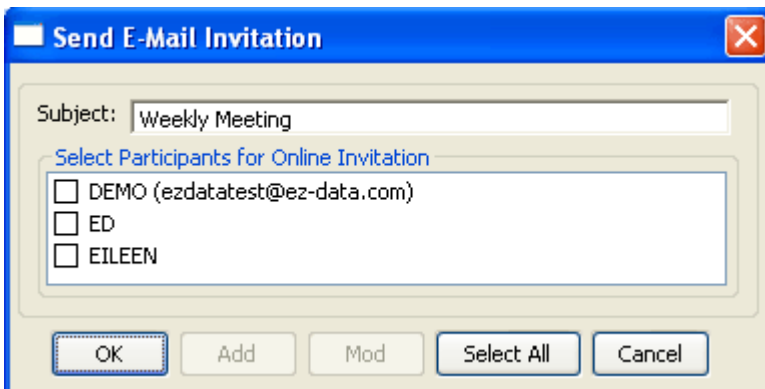 Send E-Mail Invitation
Subject: Weekly Meeting
Select Participants for Online Invitation
DEMO (ezdatatest@ez-data.com)
ED
EILEEN
OK Add Mod Select All Cancel